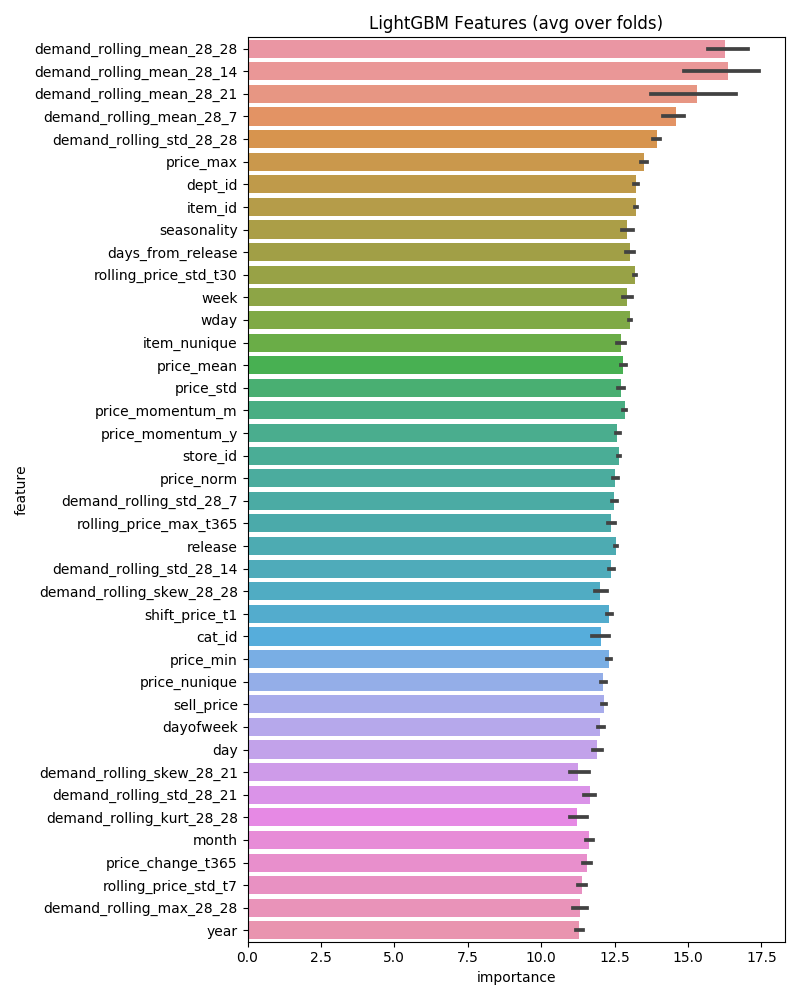 LightGBM Features (avg over folds)
demand_rolling_mean_28_28
demand_rolling_mean_28_14
demand_rolling_mean_28_21
demand_rolling_mean_28_7
demand_rolling_std_28_28
price_max
dept_id
item_id
seasonality
days_from_release
rolling_price_std_t30
week
wday
item_nunique
price_mean
price_std
price_momentum_m
price_momentum_y
store_id
price_norm
demand_rolling_std_28_7
rolling_price_max_t365
release
demand_rolling_std_28_14
demand_rolling_skew_28_28
shift_price_t1
cat_id
price_min
price_nunique
sell_price
dayofweek
day
demand_rolling_skew_28_21
demand_rolling_std_28_21
demand_rolling_kurt_28_28
month
price_change_t365
rolling_price_std_t7
demand_rolling_max_28_28
year
feature
0.0 2.5 5.0 7.5 10.0 12.5 15.0 17.5
importance